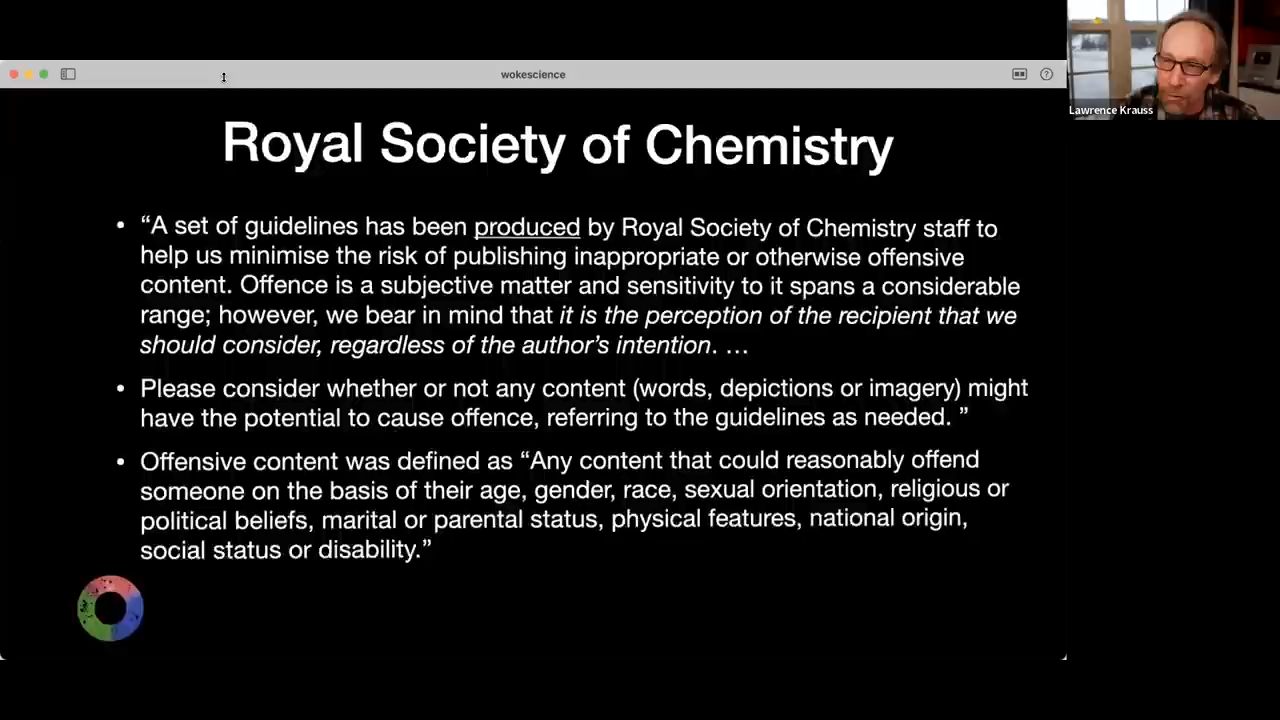 wokescience
Lawrence Krauss
Royal Society of Chemistry
• “A set of guidelines has been produced by Royal Society of Chemistry staff to
help us minimise the risk of publishing inappropriate or otherwise offensive
content. Offence is a subjective matter and sensitivity to it spans a considerable
range; however, we bear in mind that it is the perception of the recipient that we
should consider, regardless of the author’s intention. …
• Please consider whether or not any content (words, depictions or imagery) might
have the potential to cause offence, referring to the guidelines as needed. ”
• Offensive content was defined as “Any content that could reasonably offend
someone on the basis of their age, gender, race, sexual orientation, religious or
political beliefs, marital or parental status, physical features, national origin,
social status or disability.”